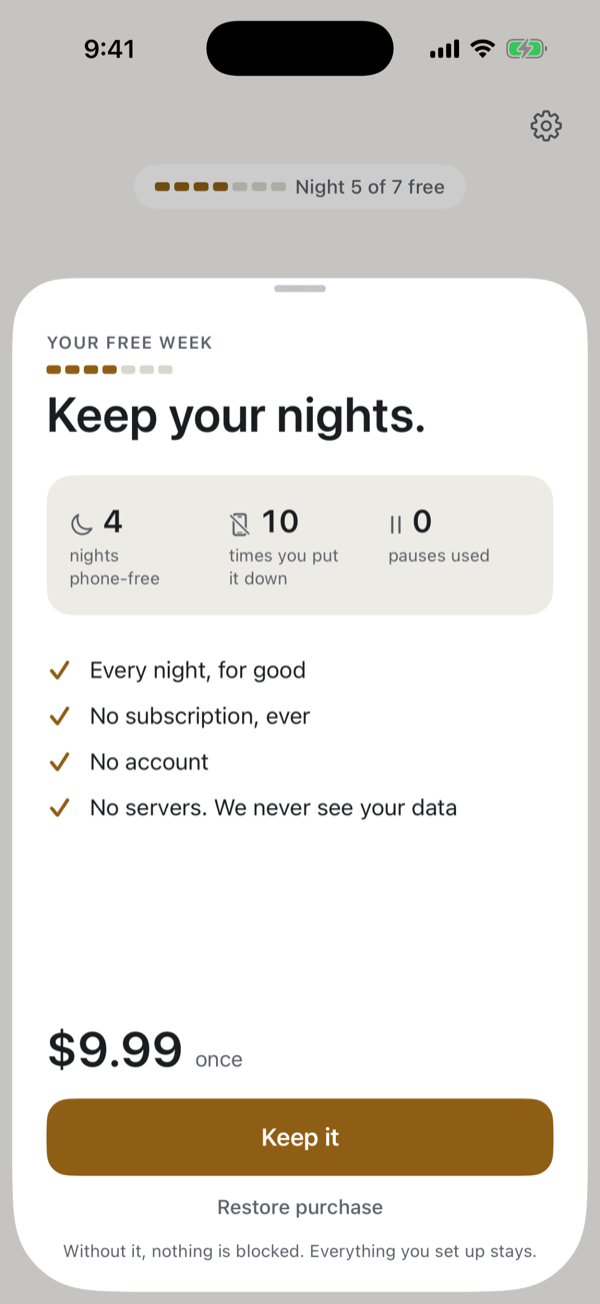 9:41
Night 5 of 7 free
YOUR FREE WEEK
Keep your nights.
4
nights
phone-free
10
times you put
it down
0
pauses used
Every night, for good
No subscription, ever
No account
No servers. We never see your data
$9.99 once
Keep it
Restore purchase
Without it, nothing is blocked. Everything you set up stays.